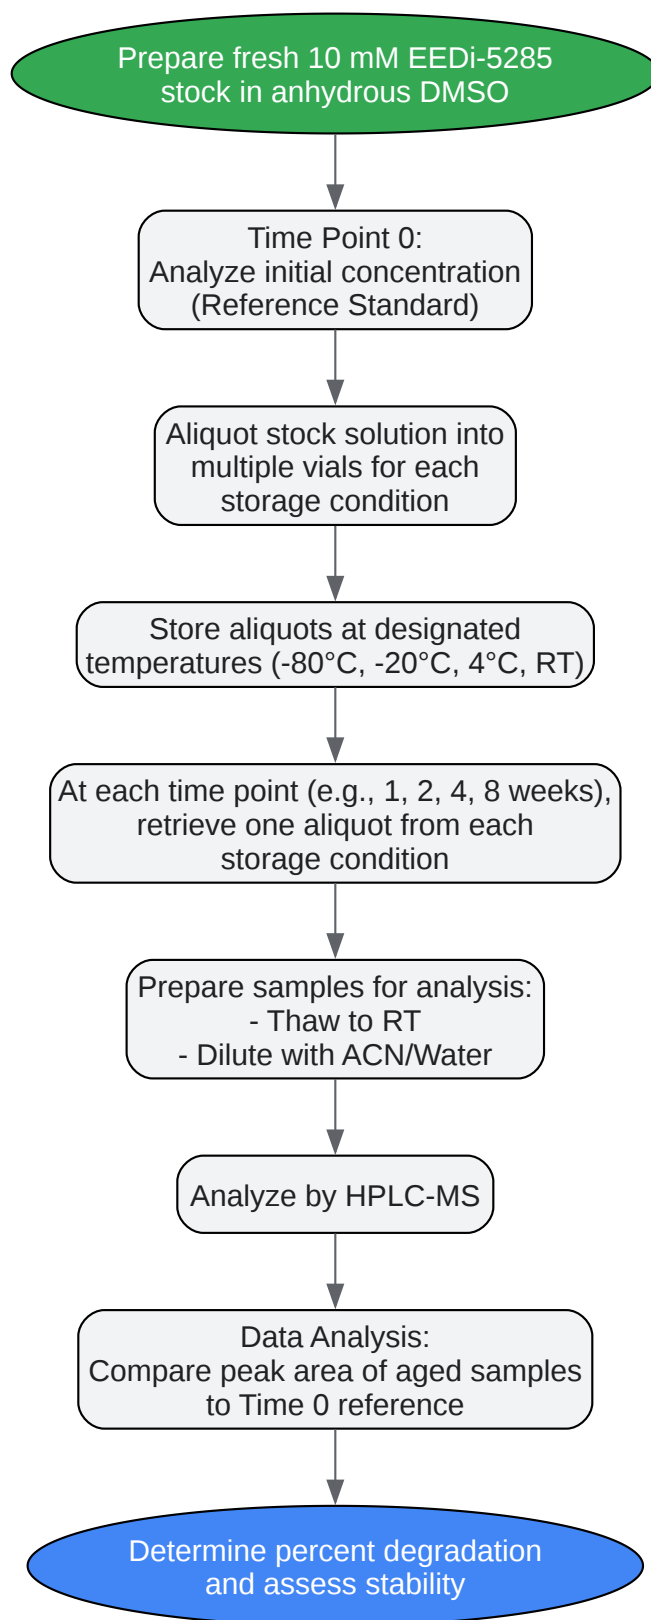 Prepare fresh 10 mM EEDi-5285
stock in anhydrous DMSO
Time Point 0:
Analyze initial concentration
(Reference Standard)
Aliquot stock solution into
multiple vials for each
storage condition
Store aliquots at designated
temperatures (-80°C, -20°C, 4°C, RT)
At each time point (e.g., 1, 2, 4, 8 weeks),
retrieve one aliquot from each
storage condition
Prepare samples for analysis:
- Thaw to RT
- Dilute with ACN/Water
Analyze by HPLC-MS
Data Analysis:
Compare peak area of aged samples
to Time 0 reference
Determine percent degradation
and assess stability